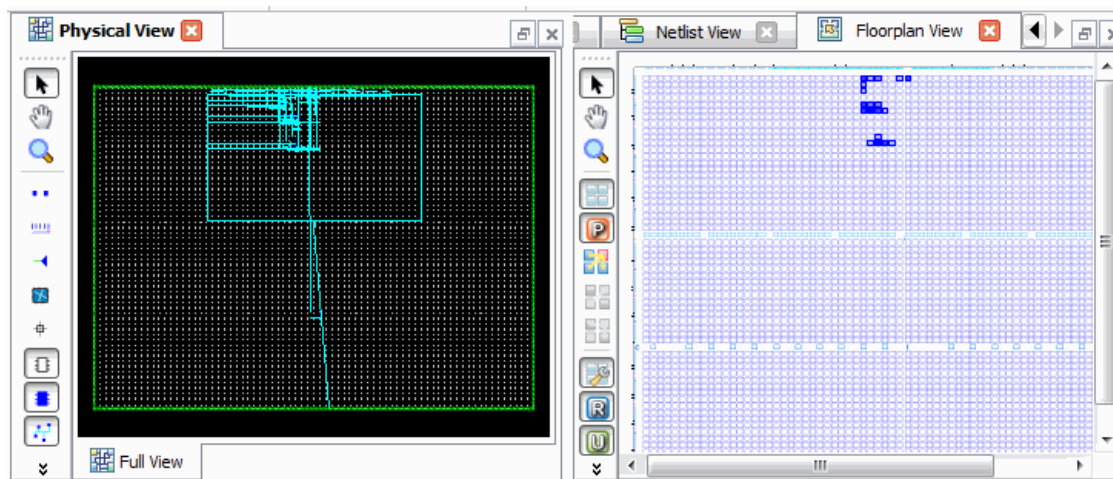 Physical View
Netlist View
Floorplan View
P
R
U
Full View